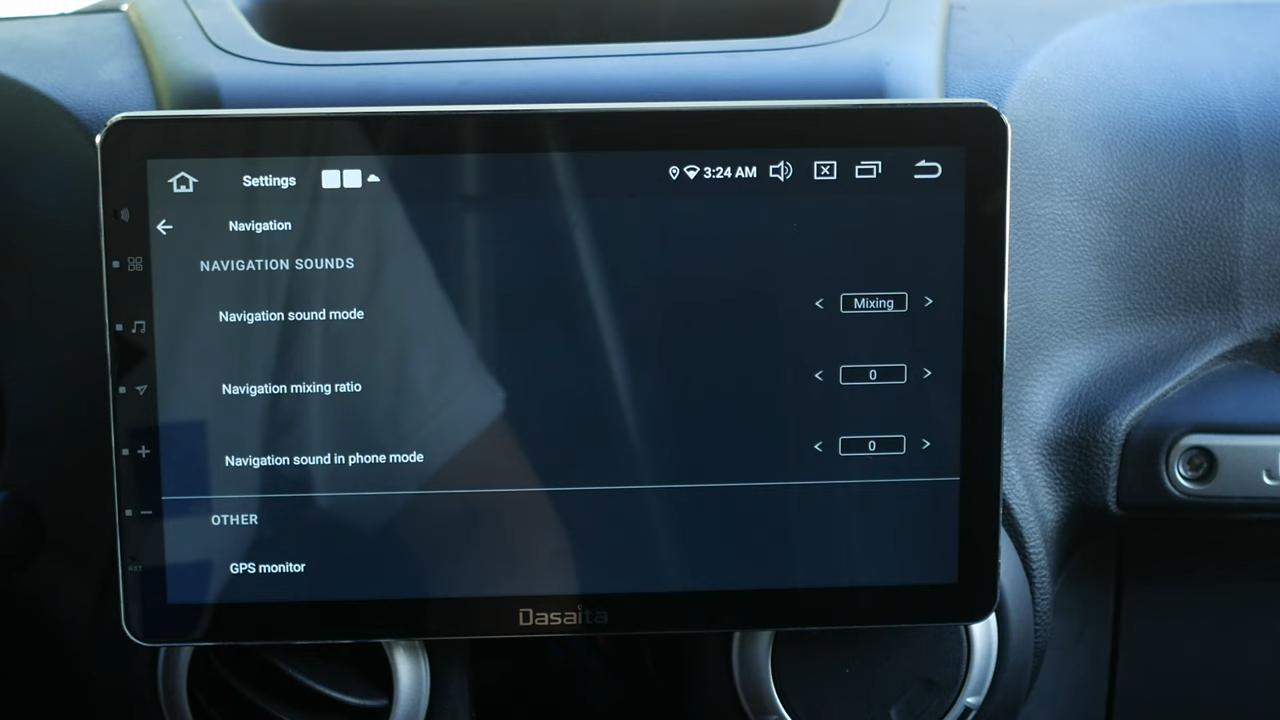 Settings
3:24 AM
Navigation
NAVIGATION SOUNDS
Navigation sound mode
< Mixing >
Navigation mixing ratio
< 0 >
Navigation sound in phone mode
< 0 >
OTHER
GPS monitor
RST
Dasaita
J